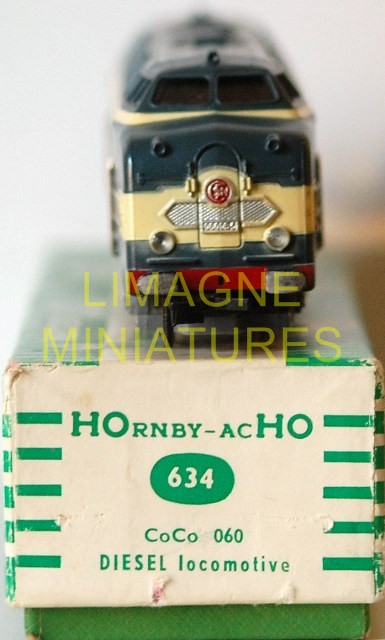 LIMAGNE
MINIATURES
HORNBY-ACHO
634
CoCo 060
DIESEL locomotive